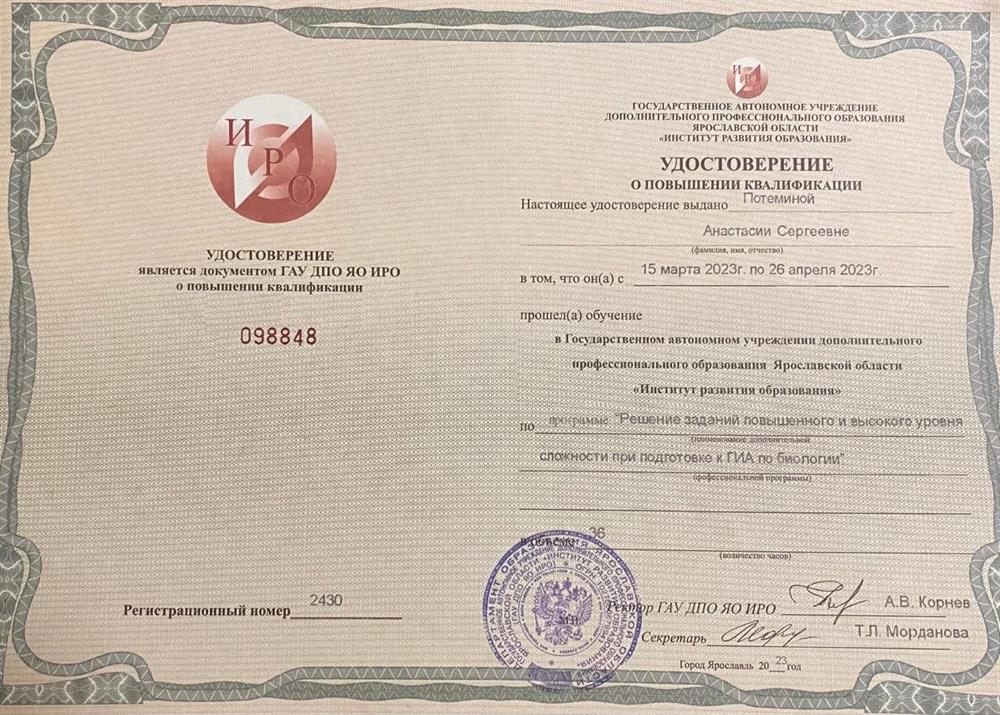 ИРО
УДОСТОВЕРЕНИЕ
является документом ГАУ ДПО ЯО ИРО
о повышении квалификации
098848
Регистрационный номер 2430
ИРО
ГОСУДАРСТВЕННОЕ АВТОНОМНОЕ УЧРЕЖДЕНИЕ
ДОПОЛНИТЕЛЬНОГО ПРОФЕССИОНАЛЬНОГО ОБРАЗОВАНИЯ
ЯРОСЛАВСКОЙ ОБЛАСТИ
«ИНСТИТУТ РАЗВИТИЯ ОБРАЗОВАНИЯ»
УДОСТОВЕРЕНИЕ
О ПОВЫШЕНИИ КВАЛИФИКАЦИИ
Настоящее удостоверение выдано Потеминой
Анастасии Сергеевне
(фамилия, имя, отчество)
в том, что он(а) с 15 марта 2023г. по 26 апреля 2023г.
прошел(а) обучение
в Государственном автономном учреждении дополнительного
профессионального образования Ярославской области
«Институт развития образования»
по программе "Решение заданий повышенного и высокого уровня
(наименование дополнительной
сложности при подготовке к ГИА по биологии"
профессиональной программы)
в объеме 36
(количество часов)
М.П.
Ректор ГАУ ДПО ЯО ИРО А.В. Корнев
Секретарь Т.Л. Морданова
Город Ярославль 2023 год